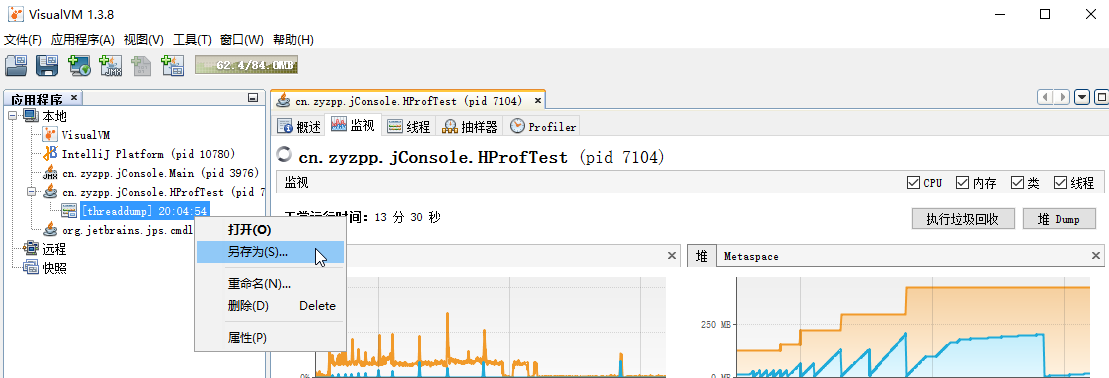 VisualVM 1.3.8
文件(F) 应用程序(A) 视图(V) 工具(T) 窗口(W) 帮助(H)
62.4/84.0MB
应用程序
本地
VisualVM
IntelliJ Platform (pid 10780)
cn.zyzpp.jConsole.Main (pid 3976)
cn.zyzpp.jConsole.HProfTest (pid 7
[threaddump] 20:04:54
org.jetbrains.jps.cmdl
远程
快照
打开(O)
另存为(S)...
重命名(N)...
删除(D) Delete
属性(P)
cn.zyzpp.jConsole.HProfTest (pid 7104)
概述 监视 线程 抽样器 Profiler
cn.zyzpp.jConsole.HProfTest (pid 7104)
监视 CPU 内存 类 线程
正常运行时间: 13 分 30 秒
执行垃圾回收 堆 Dump
堆 Metaspace
250 MB
0 MB
0%